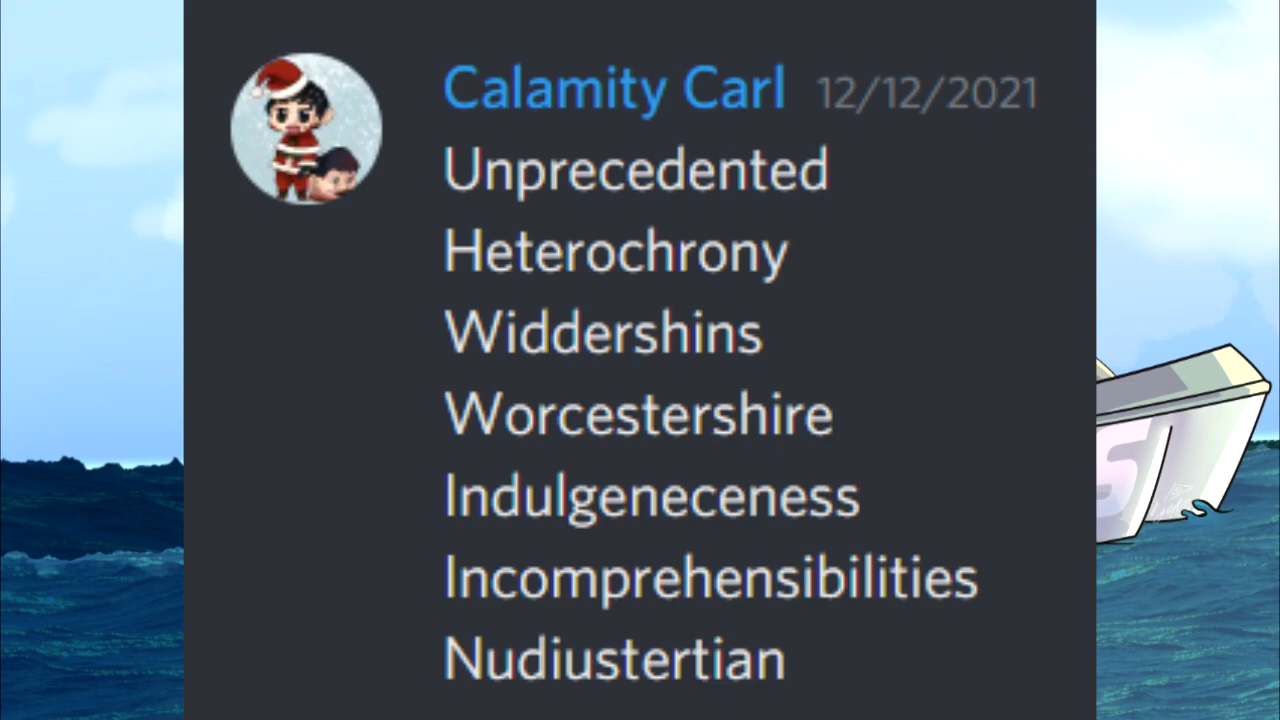 Calamity Carl 12/12/2021
Unprecedented
Heterochrony
Widdershins
Worcestershire
Indulgeneceness
Incomprehensibilities
Nudiustertian
S